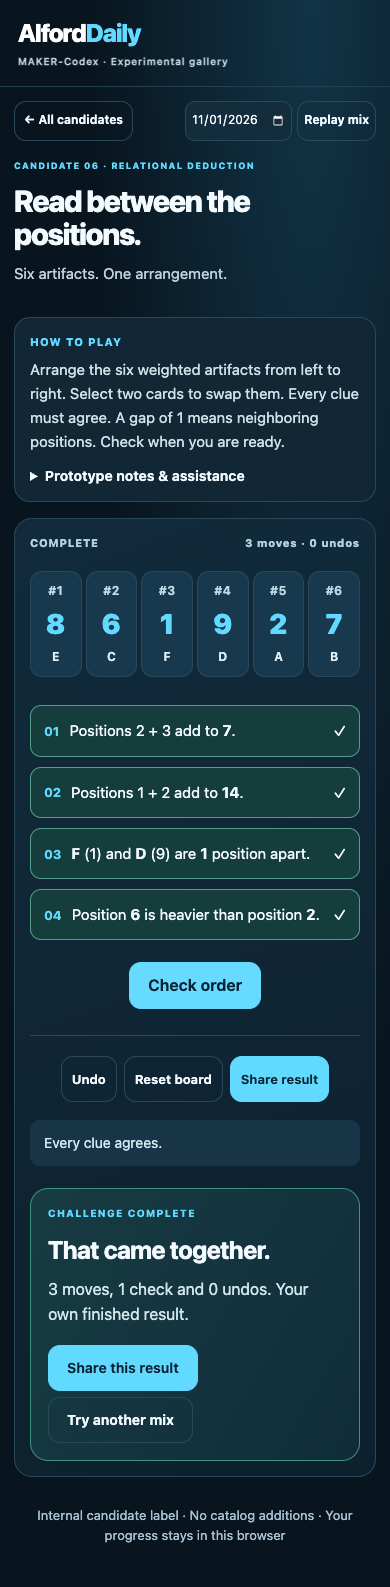 AlfordDaily
MAKER-Codex · Experimental gallery
← All candidates
11/01/2026
Replay mix
CANDIDATE 06 · RELATIONAL DEDUCTION
Read between the
positions.
Six artifacts. One arrangement.
HOW TO PLAY
Arrange the six weighted artifacts from left to
right. Select two cards to swap them. Every clue
must agree. A gap of 1 means neighboring
positions. Check when you are ready.
▶ Prototype notes & assistance
COMPLETE
3 moves · 0 undos
#1 #2 #3 #4 #5 #6
8 6 1 9 2 7
E C F D A B
01 Positions 2 + 3 add to 7. ✓
02 Positions 1 + 2 add to 14. ✓
03 F (1) and D (9) are 1 position apart. ✓
04 Position 6 is heavier than position 2. ✓
Check order
Undo
Reset board
Share result
Every clue agrees.
CHALLENGE COMPLETE
That came together.
3 moves, 1 check and 0 undos. Your
own finished result.
Share this result
Try another mix
Internal candidate label · No catalog additions · Your
progress stays in this browser